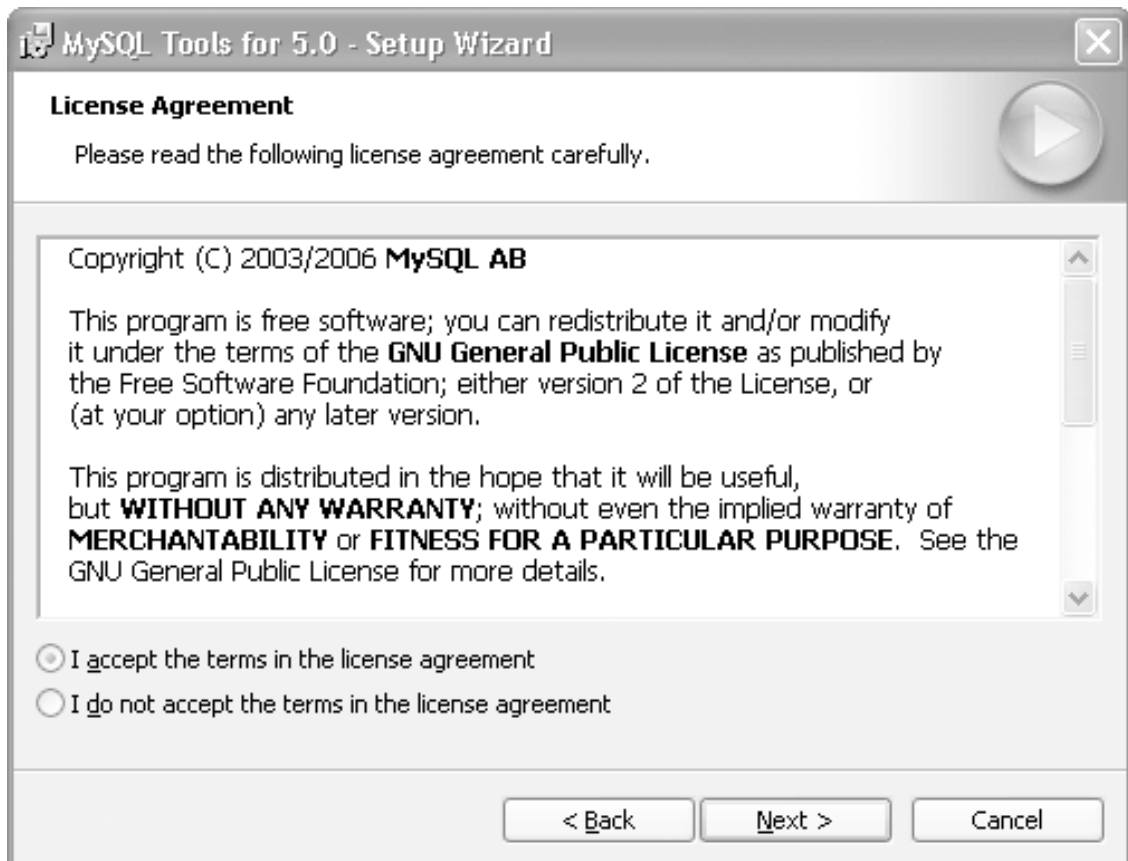 MySQL Tools for 5.0 - Setup Wizard
License Agreement
Please read the following license agreement carefully.
Copyright (C) 2003/2006 MySQL AB
This program is free software; you can redistribute it and/or modify
it under the terms of the GNU General Public License as published by
the Free Software Foundation; either version 2 of the License, or
(at your option) any later version.
This program is distributed in the hope that it will be useful,
but WITHOUT ANY WARRANTY; without even the implied warranty of
MERCHANTABILITY or FITNESS FOR A PARTICULAR PURPOSE.  See the
GNU General Public License for more details.
I accept the terms in the license agreement
I do not accept the terms in the license agreement
< Back Next > Cancel